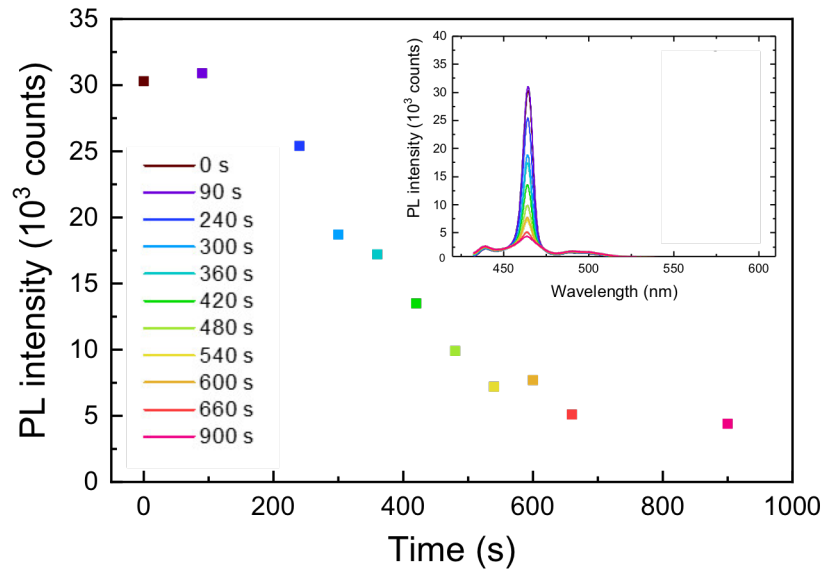 35
30
25
20
15
10
5
0
PL intensity (10³ counts)
0
200
400
600
800
1000
Time (s)
0 s
90 s
240 s
300 s
360 s
420 s
480 s
540 s
600 s
660 s
900 s
40
35
30
25
20
15
10
5
0
PL intensity (10³ counts)
450
500
550
600
Wavelength (nm)